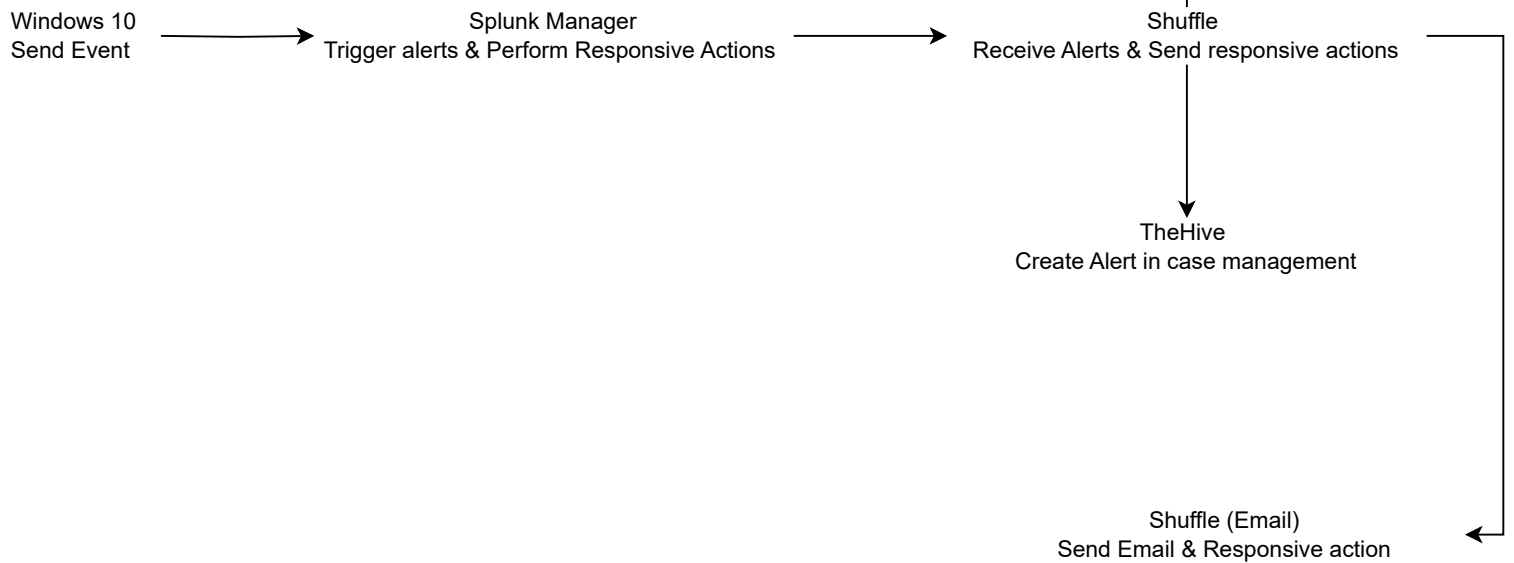 Windows 10
Send Event
Splunk Manager
Trigger alerts & Perform Responsive Actions
Shuffle
Receive Alerts & Send responsive actions
TheHive
Create Alert in case management
Shuffle (Email)
Send Email & Responsive action